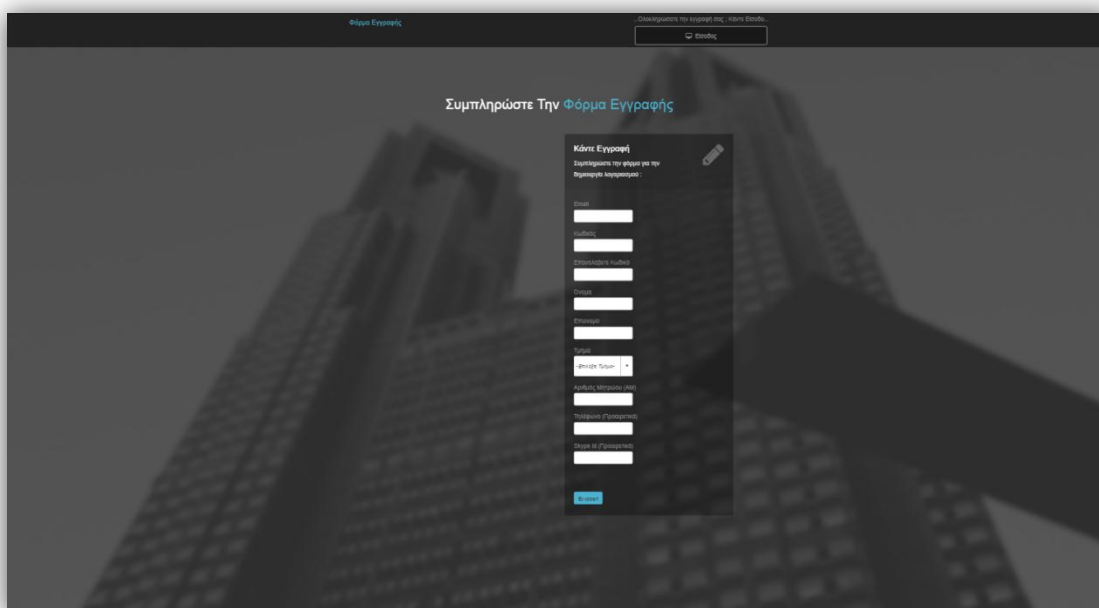 Φόρμα Εγγραφής
...Ολοκληρώσατε την εγγραφή σας ; Κάντε Είσοδο...
Είσοδος
Συμπληρώστε Την Φόρμα Εγγραφής
Κάντε Εγγραφή
Συμπληρώστε την φόρμα για την
δημιουργία λογαριασμού :
Email
Κωδικός
Επαναλάβετε Κωδικό
Όνομα
Επώνυμο
Τμήμα
Αριθμός Μητρώου (ΑΜ)
Τηλέφωνο (Προαιρετικό)
Skype Id (Προαιρετικό)